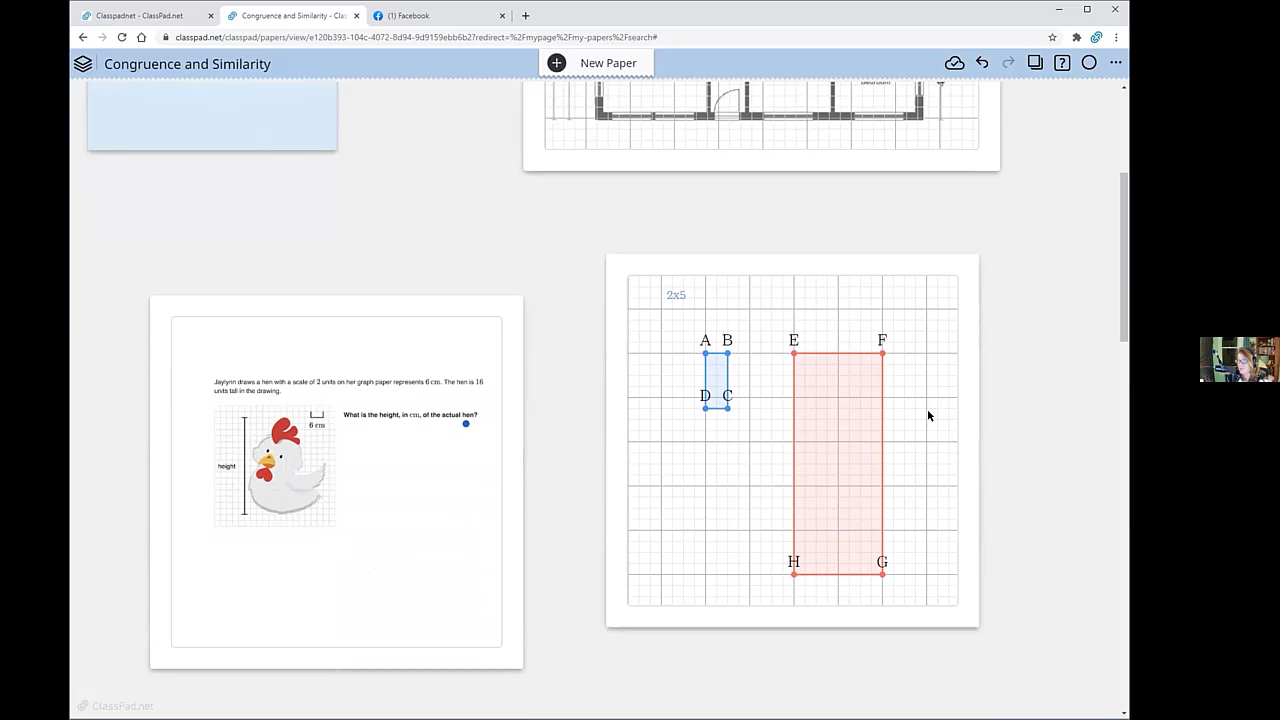 Classpadnet - ClassPad.net
Congruence and Similarity - Clas
(1) Facebook
classpad.net/classpad/papers/view/e120b393-104c-4072-8d94-9d9159ebb6b2?redirect=%2Fmypage%2Fmy-papers%2Fsearch#
Congruence and Similarity
New Paper
bedroom
2x5
A B E F
D C
H G
Jaylynn draws a hen with a scale of 2 units on her graph paper represents 6 cm. The hen is 16
units tall in the drawing.
What is the height, in cm, of the actual hen?
6 cm
height
ClassPad.net